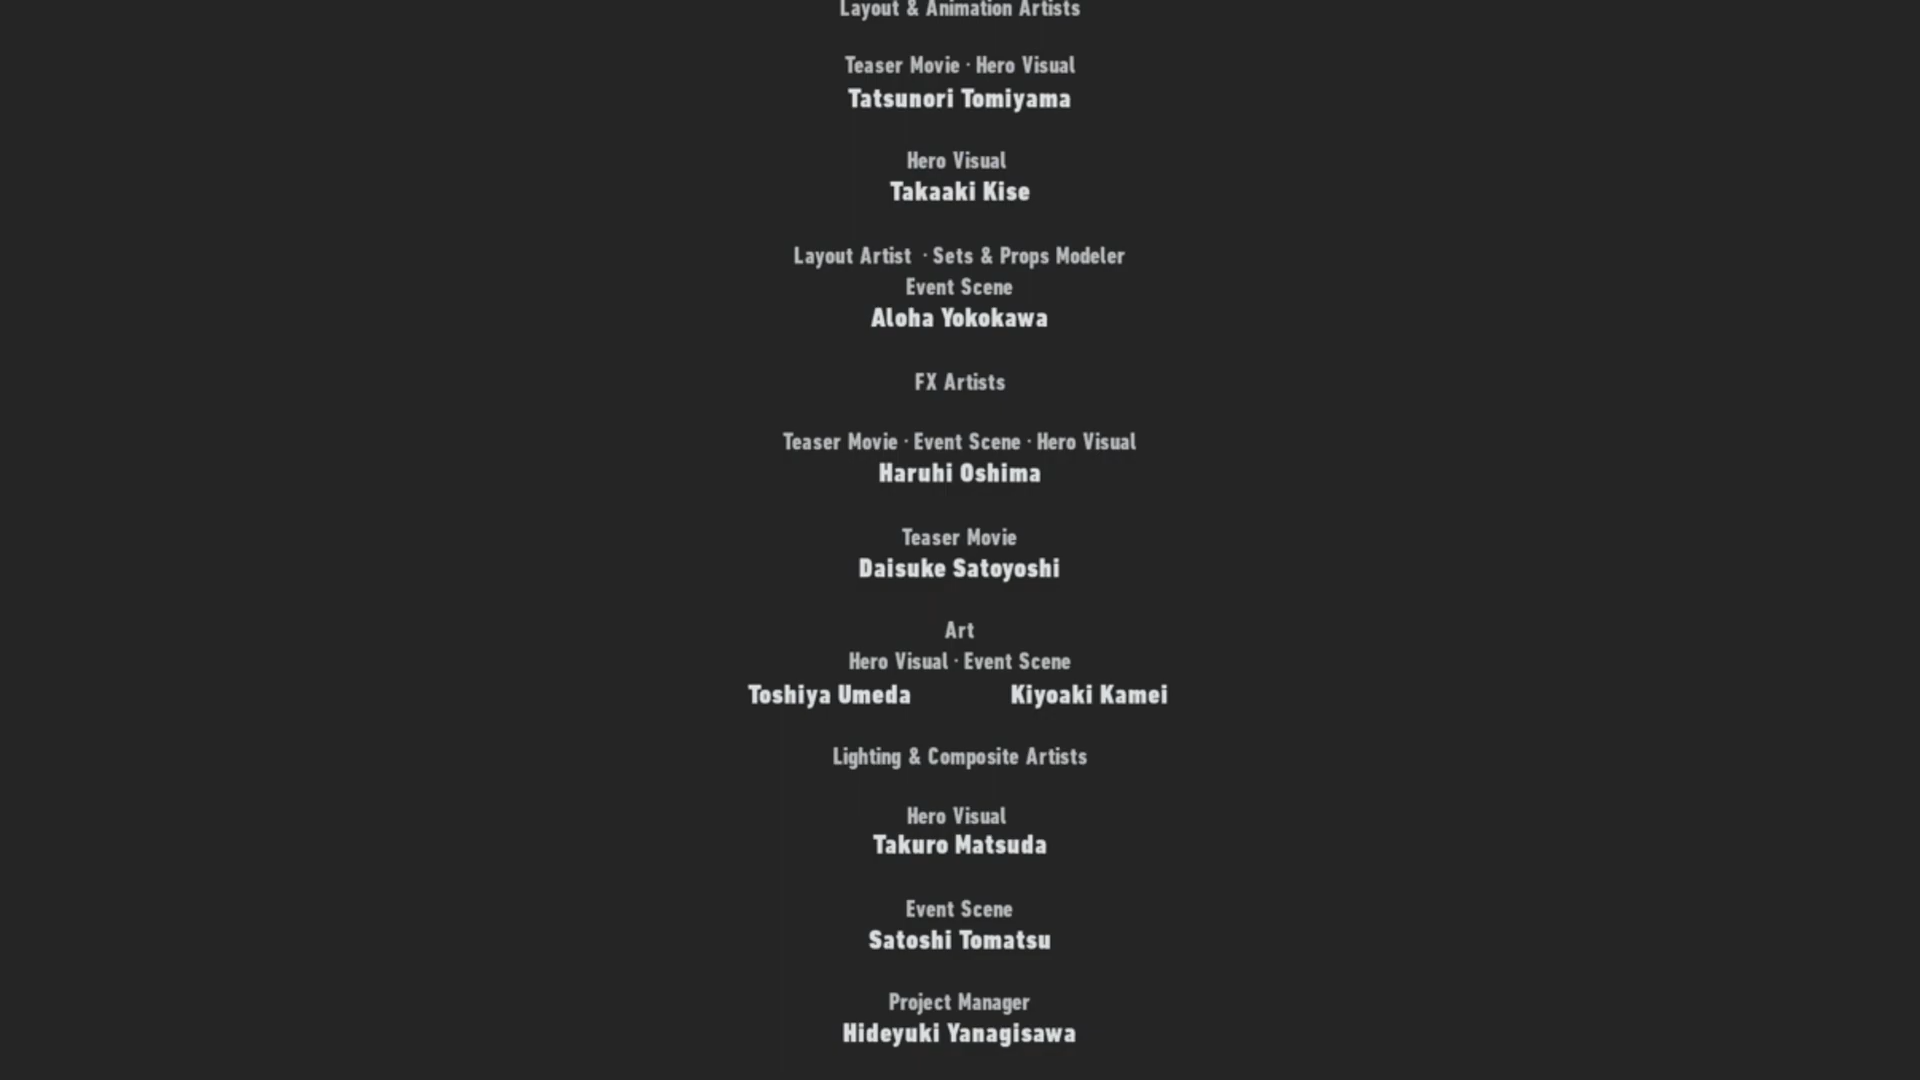 Layout & Animation Artists
Teaser Movie · Hero Visual
Tatsunori Tomiyama
Hero Visual
Takaaki Kise
Layout Artist · Sets & Props Modeler
Event Scene
Aloha Yokokawa
FX Artists
Teaser Movie · Event Scene · Hero Visual
Haruhi Oshima
Teaser Movie
Daisuke Satoyoshi
Art
Hero Visual · Event Scene
Toshiya Umeda Kiyoaki Kamei
Lighting & Composite Artists
Hero Visual
Takuro Matsuda
Event Scene
Satoshi Tomatsu
Project Manager
Hideyuki Yanagisawa